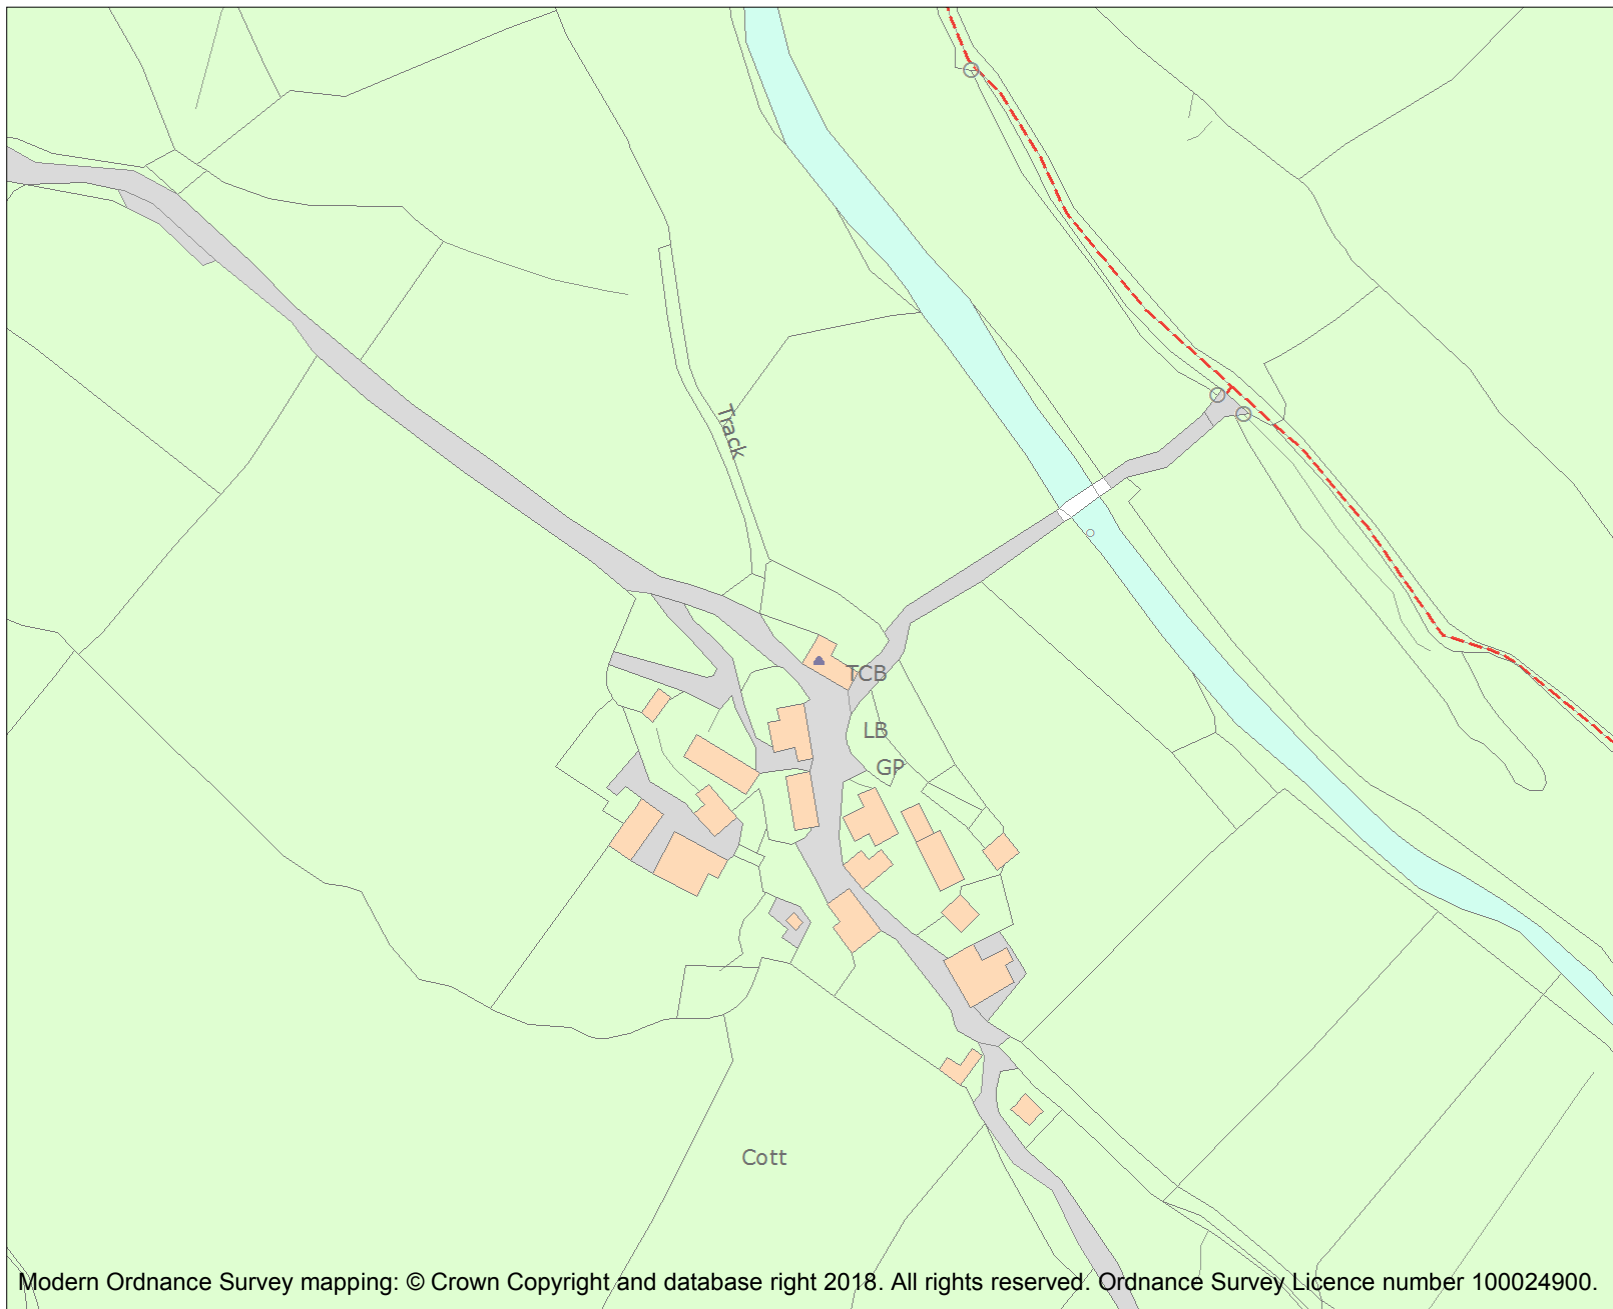 Track
TCB
LB
GP
Cott
Modern Ordnance Survey mapping: © Crown Copyright and database right 2018. All rights reserved. Ordnance Survey Licence number 100024900.